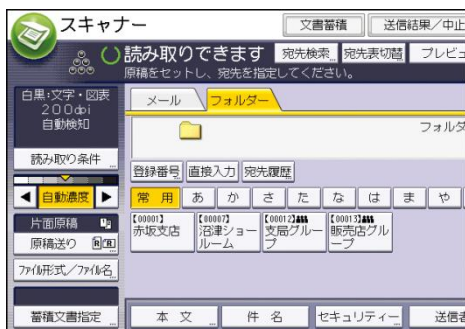 スキャナー
文書蓄積
送信結果／中止
読み取りできます
宛先検索
宛先表切替
プレビ
原稿をセットし、宛先を指定してください。
白黒:文字・図表
200dpi
自動検知
メール
フォルダー
フォルダ
読み取り条件
登録番号
直接入力
宛先履歴
自動濃度
常用
あ
か
さ
た
な
は
ま
や
片面原稿
原稿送り
【00001】
赤坂支店
【00007】
沼津ショールーム
【00012】
支局グループ
【00013】
販売店グループ
ファイル形式／ファイル名
蓄積文書指定
本文
件名
セキュリティー
送信者